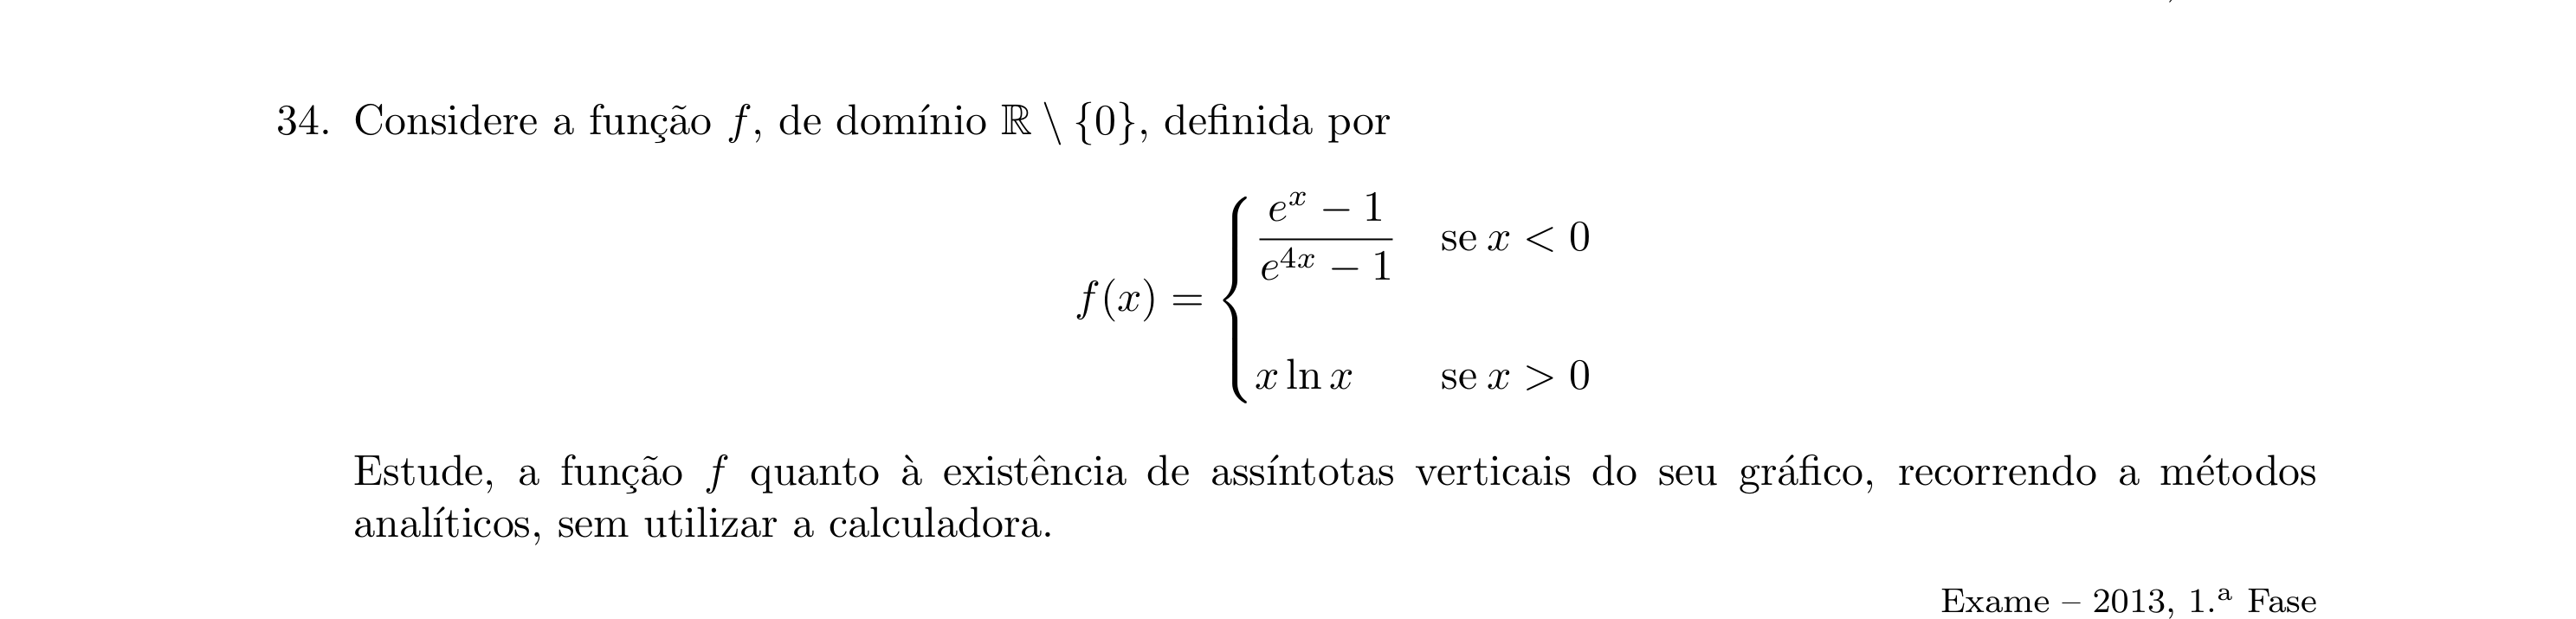 34. Considere a função f, de domínio ℝ \ {0}, definida por
f(x) = { (e^x − 1)/(e^{4x} − 1) se x < 0
x ln x se x > 0
Estude, a função f quanto à existência de assíntotas verticais do seu gráfico, recorrendo a métodos
analíticos, sem utilizar a calculadora.
Exame – 2013, 1.ª Fase